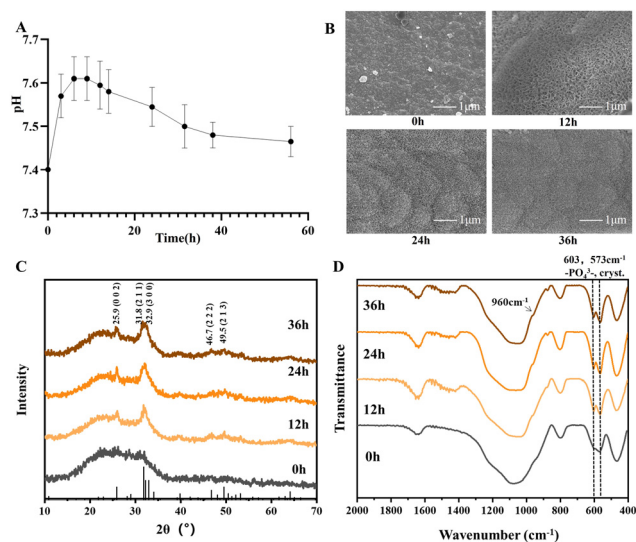 A
7.7
7.6
7.5
7.4
7.3
pH
0
20
40
60
Time(h)
B
1μm
0h
1μm
12h
1μm
24h
1μm
36h
C
25.9 (0 0 2)
31.8 (2 1 1)
32.9 (3 0 0)
46.7 (2 2 2)
49.5 (2 1 3)
36h
24h
12h
0h
Intensity
10
20
30
40
50
60
70
2θ (°)
D
603, 573cm-1
-PO₄³-, cryst.
960cm-1
36h
24h
12h
0h
Transmittance
2000
1800
1600
1400
1200
1000
800
600
400
Wavenumber (cm-1)